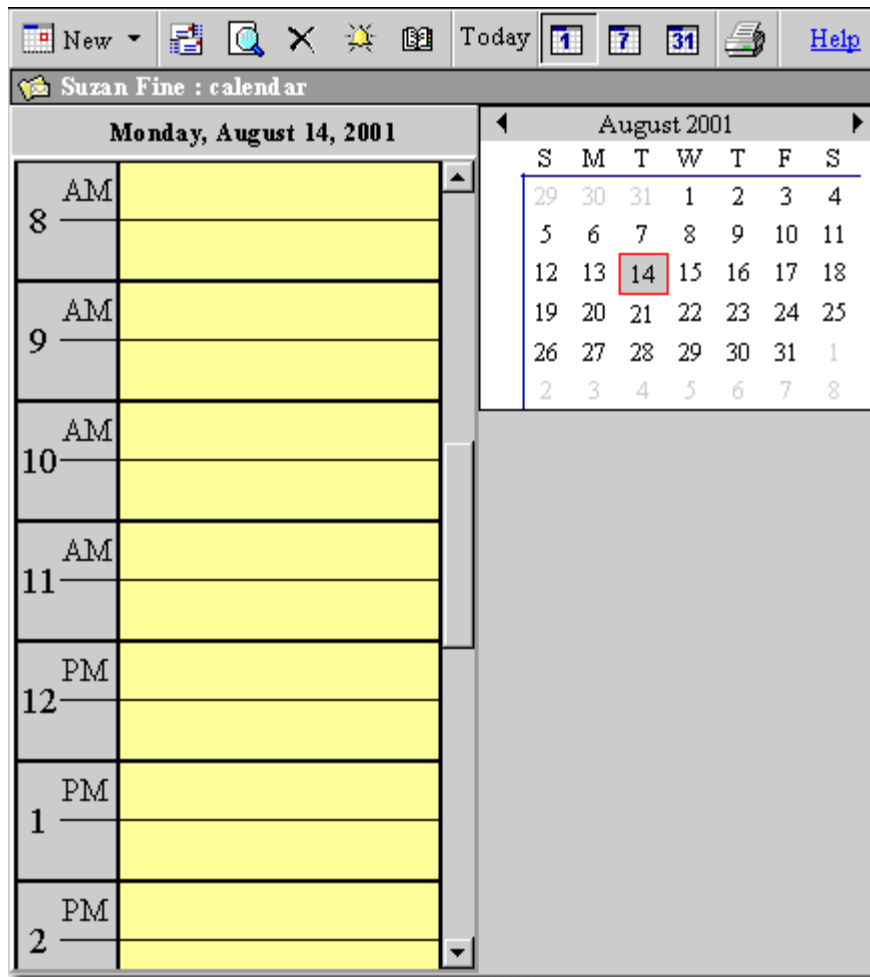 New Today 1 7 31 Help
Suzan Fine : calendar
Monday, August 14, 2001
8 AM
9 AM
10 AM
11 AM
12 PM
1 PM
2 PM
August 2001
S M T W T F S
29 30 31 1 2 3 4
5 6 7 8 9 10 11
12 13 14 15 16 17 18
19 20 21 22 23 24 25
26 27 28 29 30 31 1
2 3 4 5 6 7 8